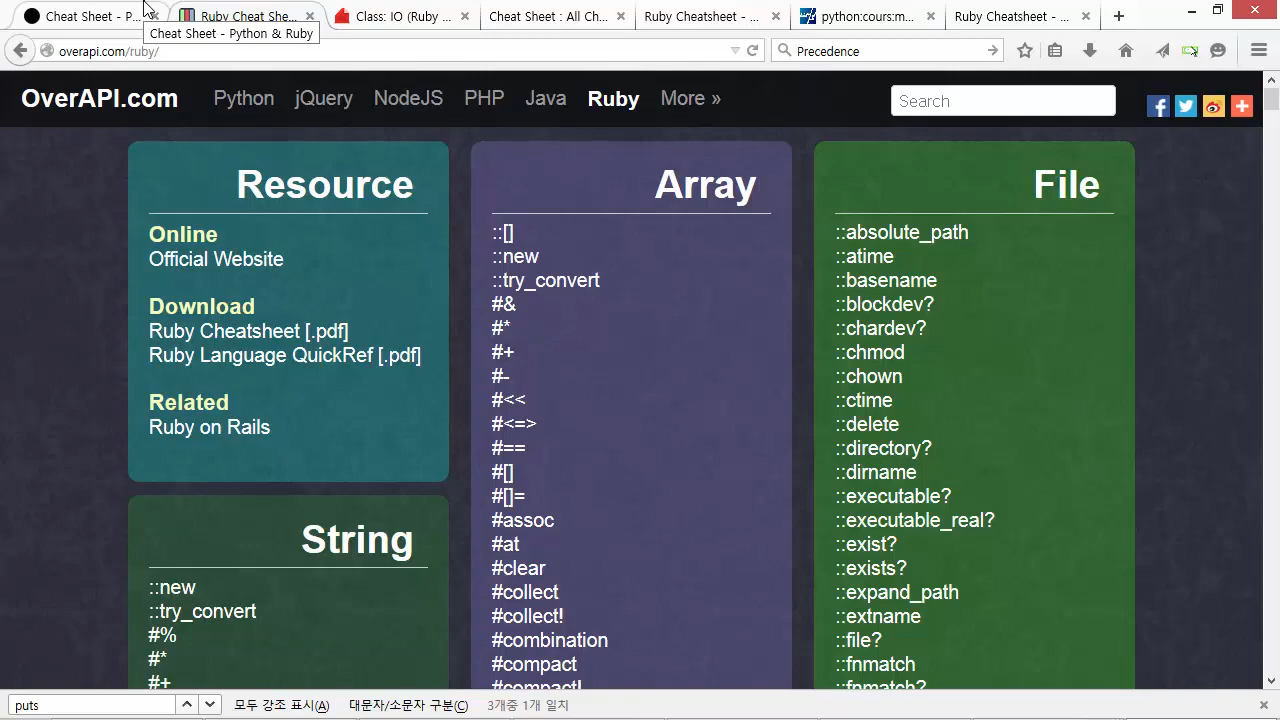 Cheat Sheet - P...
Ruby Cheat She...
Class: IO (Ruby ...
Cheat Sheets : All Ch...
Ruby Cheatsheet - ...
python:cours:m...
Ruby Cheatsheet - ...
Cheat Sheet - Python & Ruby
overapi.com/ruby/
Precedence
OverAPI.com
Python
jQuery
NodeJS
PHP
Java
Ruby
More »
Search
Resource
Online
Official Website
Download
Ruby Cheatsheet [.pdf]
Ruby Language QuickRef [.pdf]
Related
Ruby on Rails
String
::new
::try_convert
#%
#*
#+
Array
::[]
::new
::try_convert
#&
#*
#+
#-
#<<
#<=>
#==
#[]
#[]=
#assoc
#at
#clear
#collect
#collect!
#combination
#compact
#compact!
File
::absolute_path
::atime
::basename
::blockdev?
::chardev?
::chmod
::chown
::ctime
::delete
::directory?
::dirname
::executable?
::executable_real?
::exist?
::exists?
::expand_path
::extname
::file?
::fnmatch
::fnmatch?
puts
모두 강조 표시(A)
대문자/소문자 구분(C)
3개중 1개 일치